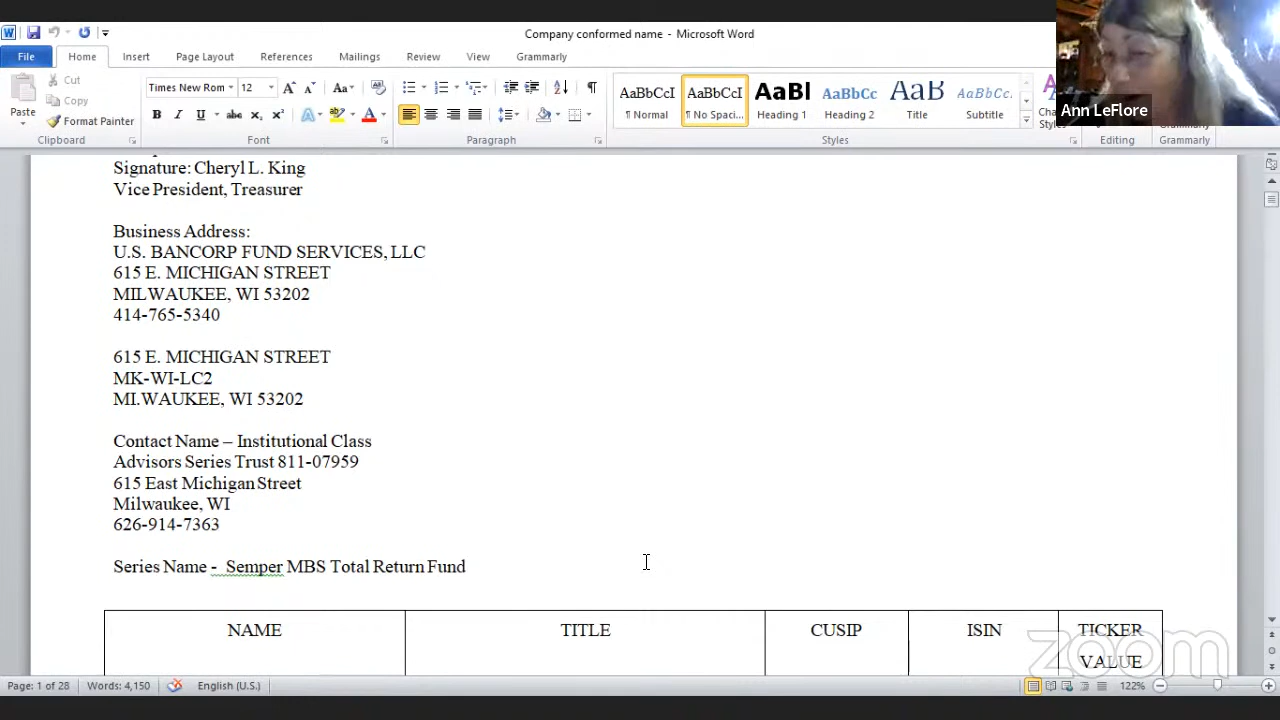 Company conformed name - Microsoft Word
File Home Insert Page Layout References Mailings Review View Grammarly
Paste
Cut
Copy
Format Painter
Clipboard
Times New Rom 12
Font
Paragraph
AaBbCcI AaBbCcI AaBl AaBbCc AaB AaBbCc.
¶ Normal ¶ No Spaci... Heading 1 Heading 2 Title Subtitle
Styles
Editing
Grammarly
Ann LeFlore
Signature: Cheryl L. King
Vice President, Treasurer
Business Address:
U.S. BANCORP FUND SERVICES, LLC
615 E. MICHIGAN STREET
MILWAUKEE, WI 53202
414-765-5340
615 E. MICHIGAN STREET
MK-WI-LC2
MI.WAUKEE, WI 53202
Contact Name – Institutional Class
Advisors Series Trust 811-07959
615 East Michigan Street
Milwaukee, WI
626-914-7363
Series Name - Semper MBS Total Return Fund
NAME TITLE CUSIP ISIN TICKER
VALUE
zoom
Page: 1 of 28 Words: 4,150 English (U.S.) 122%